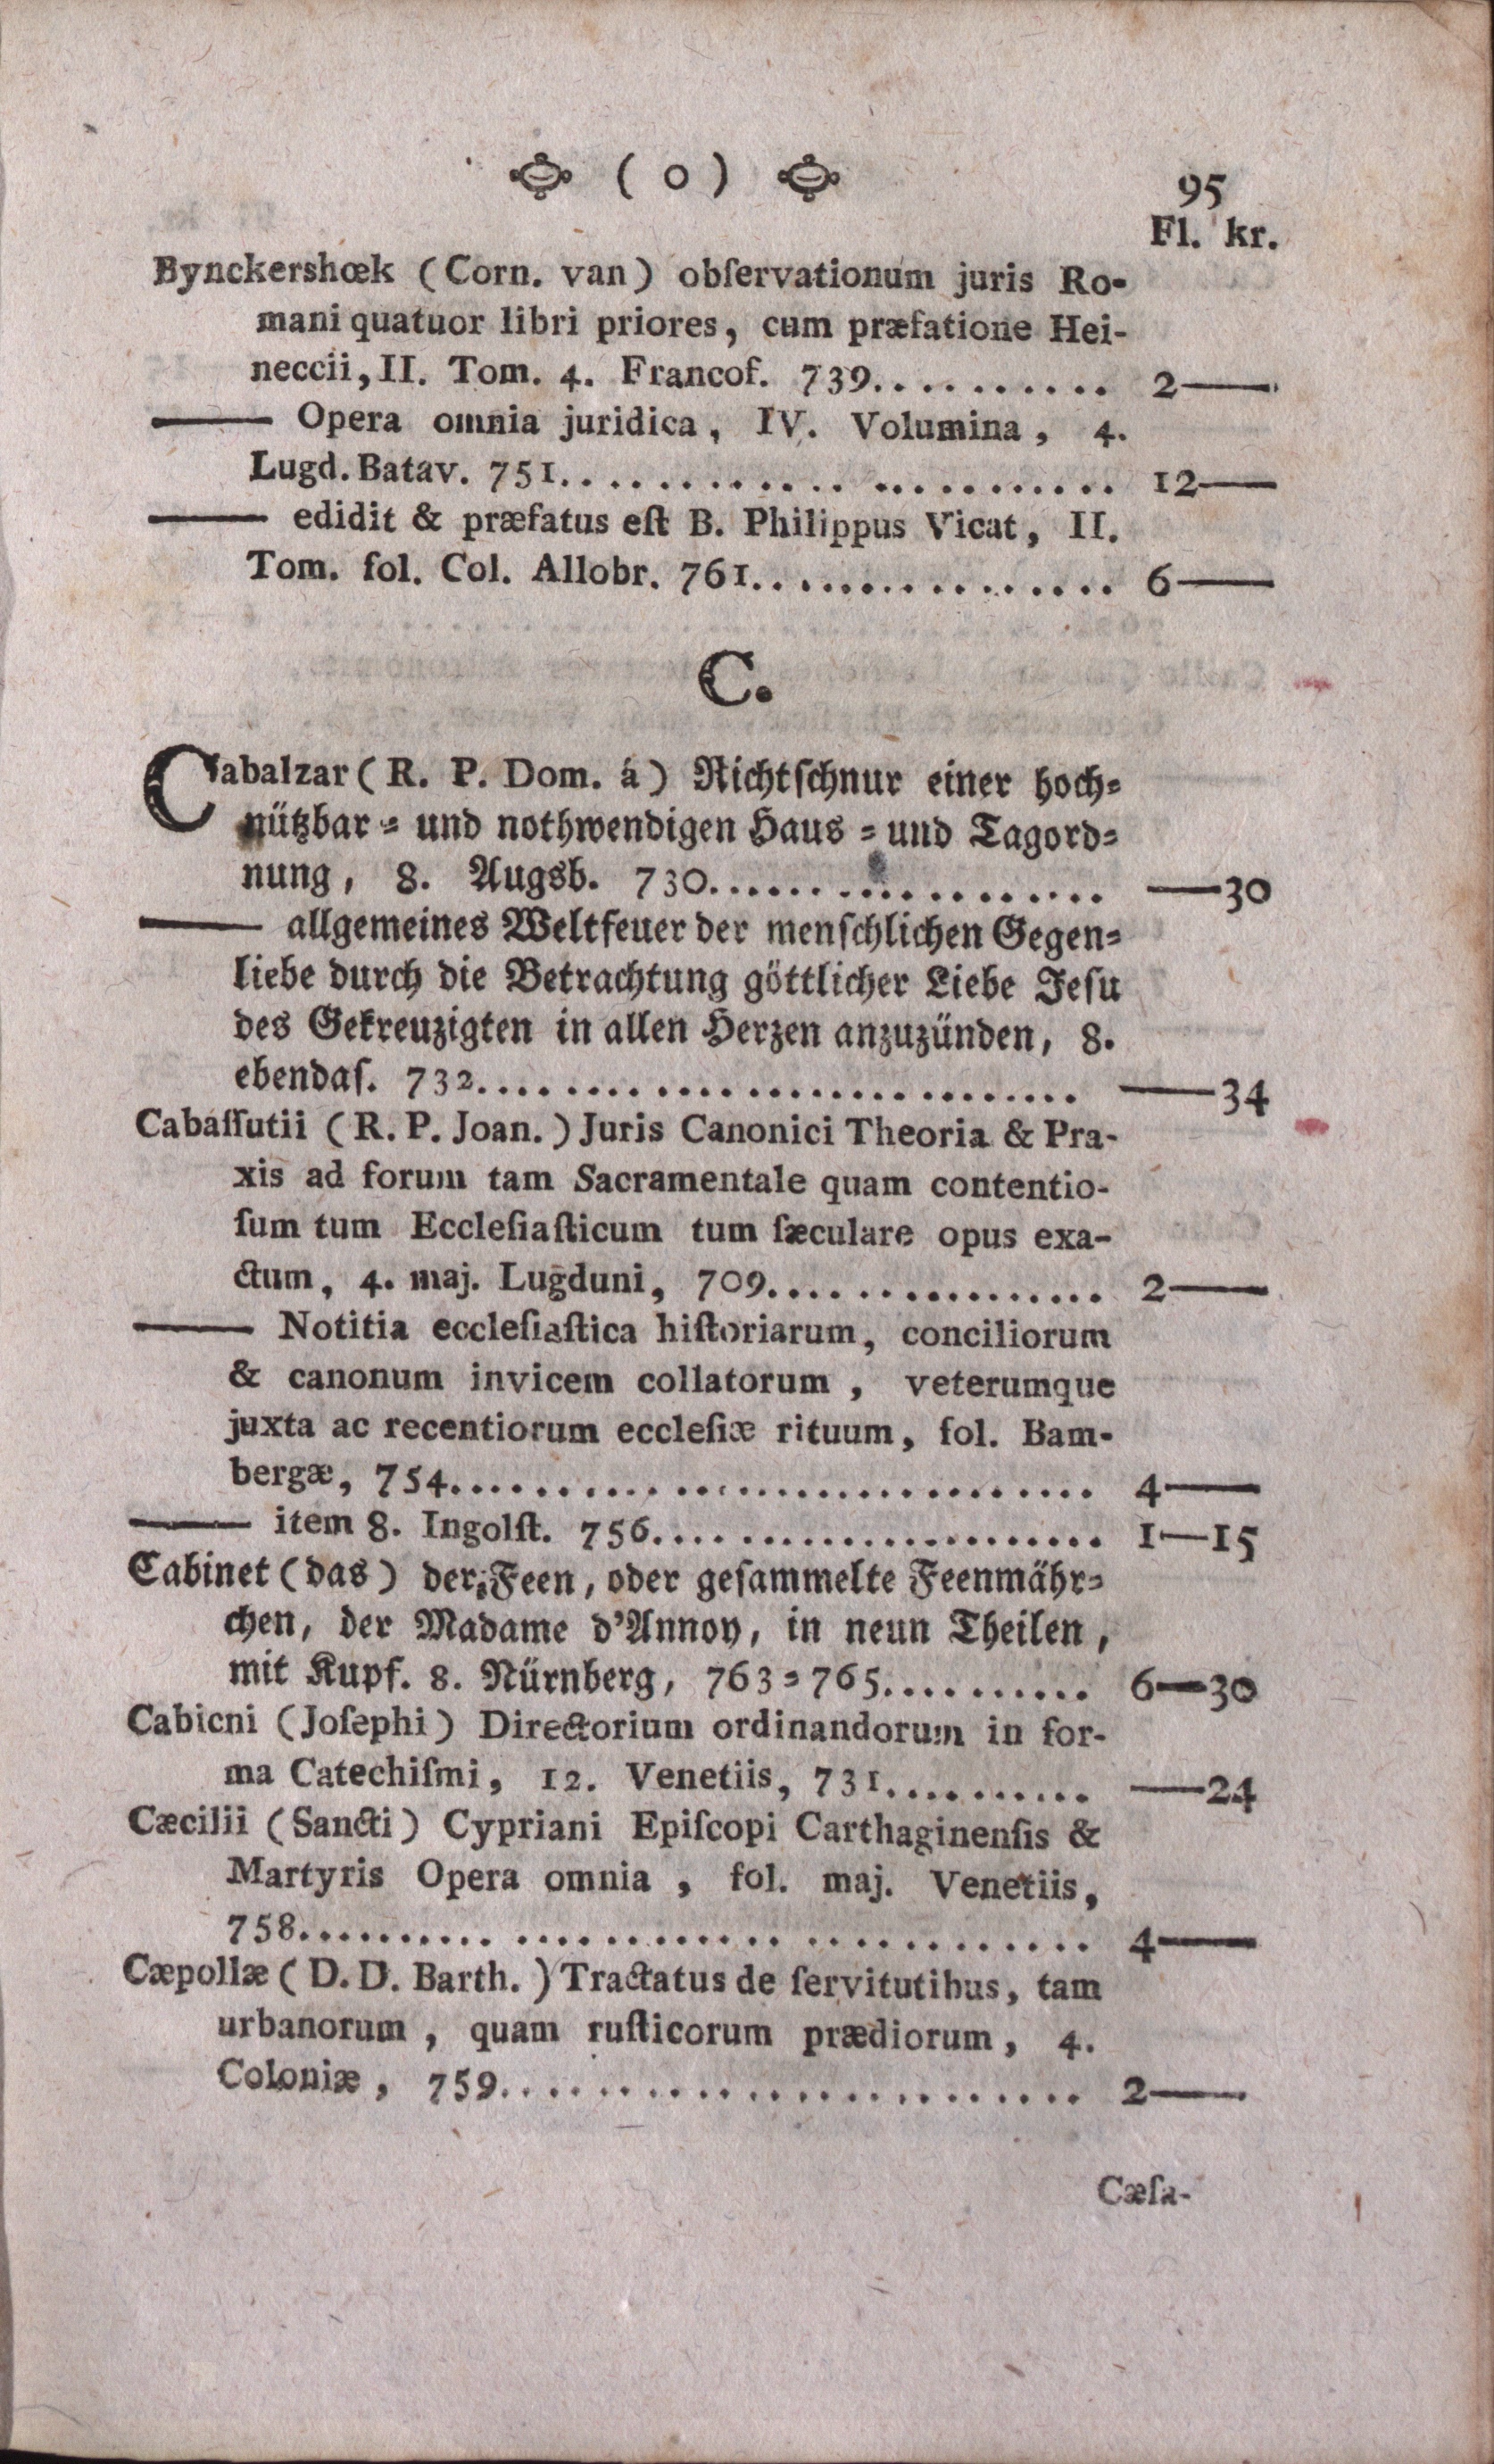 ( o )
95
Fl. kr.
Bynckershœk (Corn. van) obſervationum juris Ro-
mani quatuor libri priores, cum præfatione Hei-
neccii, II. Tom. 4. Francof. 739.......... 2——
—— Opera omnia juridica, IV. Volumina, 4.
Lugd. Batav. 751....................... 12——
—— edidit & præfatus eſt B. Philippus Vicat, II.
Tom. fol. Col. Allobr. 761............... 6——
C.
Cabalzar (R. P. Dom. á) Richtſchnur einer hoch=
nützbar = und nothwendigen Haus = und Tagord=
nung, 8. Augsb. 730.................. ——30
—— allgemeines Weltfeuer der menſchlichen Gegen=
liebe durch die Betrachtung göttlicher Liebe Jeſu
des Gekreuzigten in allen Herzen anzuzünden, 8.
ebendaſ. 732......................... ——34
Cabaſſutii (R. P. Joan.) Juris Canonici Theoria & Pra-
xis ad forum tam Sacramentale quam contentio-
ſum tum Eccleſiaſticum tum ſæculare opus exa-
ctum, 4. maj. Lugduni, 709............... 2——
—— Notitia eccleſiaſtica hiſtoriarum, conciliorum
& canonum invicem collatorum, veterumque
juxta ac recentiorum eccleſiæ rituum, fol. Bam-
bergæ, 754........................... 4——
—— item 8. Ingolſt. 756................... 1—15
Cabinet (das) der Feen, oder geſammelte Feenmähr=
chen, der Madame d'Annoy, in neun Theilen,
mit Kupf. 8. Nürnberg, 763=765.......... 6—30
Cabicni (Joſephi) Directorium ordinandorum in for-
ma Catechiſmi, 12. Venetiis, 731.......... ——24
Cæcilii (Sancti) Cypriani Epiſcopi Carthaginenſis &
Martyris Opera omnia, fol. maj. Venetiis,
758................................ 4——
Cæpollæ (D. D. Barth.) Tractatus de ſervitutibus, tam
urbanorum, quam ruſticorum prædiorum, 4.
Coloniæ, 759........................ 2——
Cæſa-